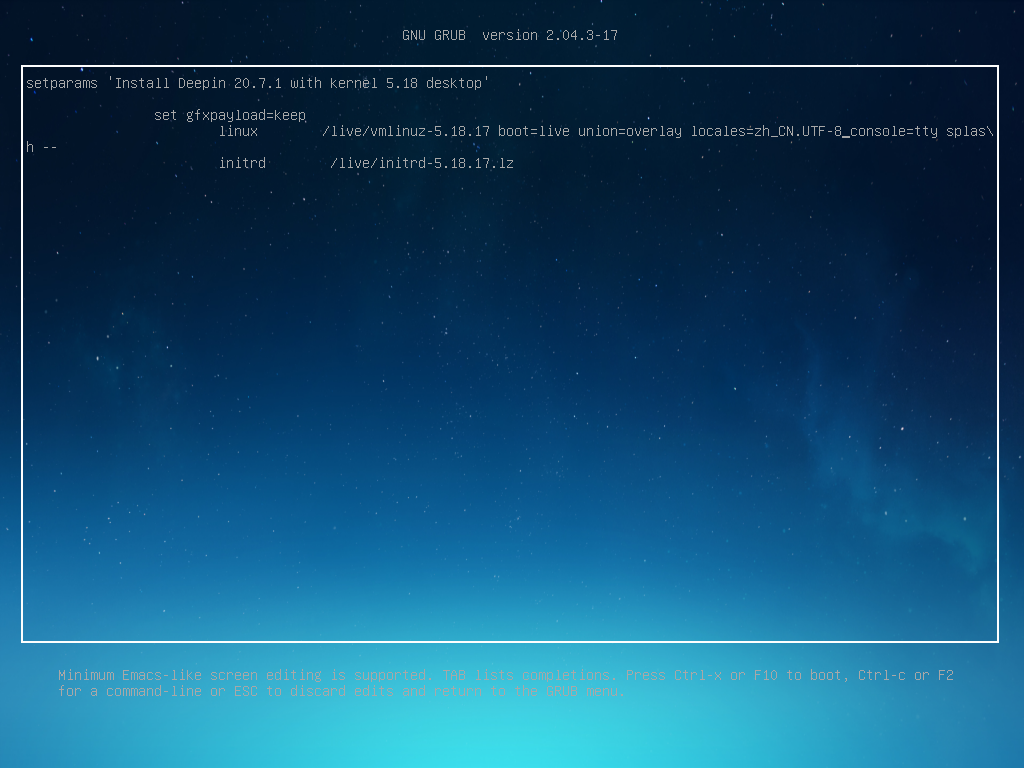 GNU GRUB  version 2.04.3-17
setparams 'Install Deepin 20.7.1 with kernel 5.18 desktop'
set gfxpayload=keep
linux        /live/vmlinuz-5.18.17 boot=live union=overlay locales=zh_CN.UTF-8_console=tty splas\
h --
initrd        /live/initrd-5.18.17.lz
Minimum Emacs-like screen editing is supported. TAB lists completions. Press Ctrl-x or F10 to boot, Ctrl-c or F2
for a command-line or ESC to discard edits and return to the GRUB menu.